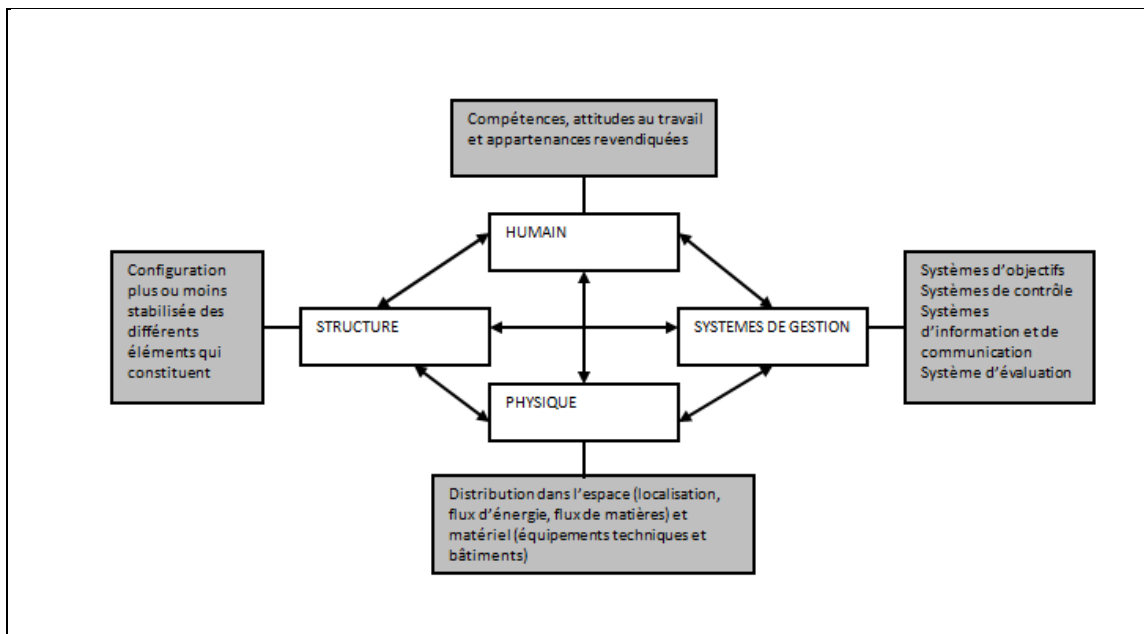 Compétences, attitudes au travail
et appartenances revendiquées
HUMAIN
Configuration
plus ou moins
stabilisée des
différents
éléments qui
constituent
STRUCTURE
SYSTEMES DE GESTION
Systèmes d'objectifs
Systèmes de contrôle
Systèmes
d'information et de
communication
Système d'évaluation
PHYSIQUE
Distribution dans l'espace (localisation,
flux d'énergie, flux de matières) et
matériel (équipements techniques et
bâtiments)